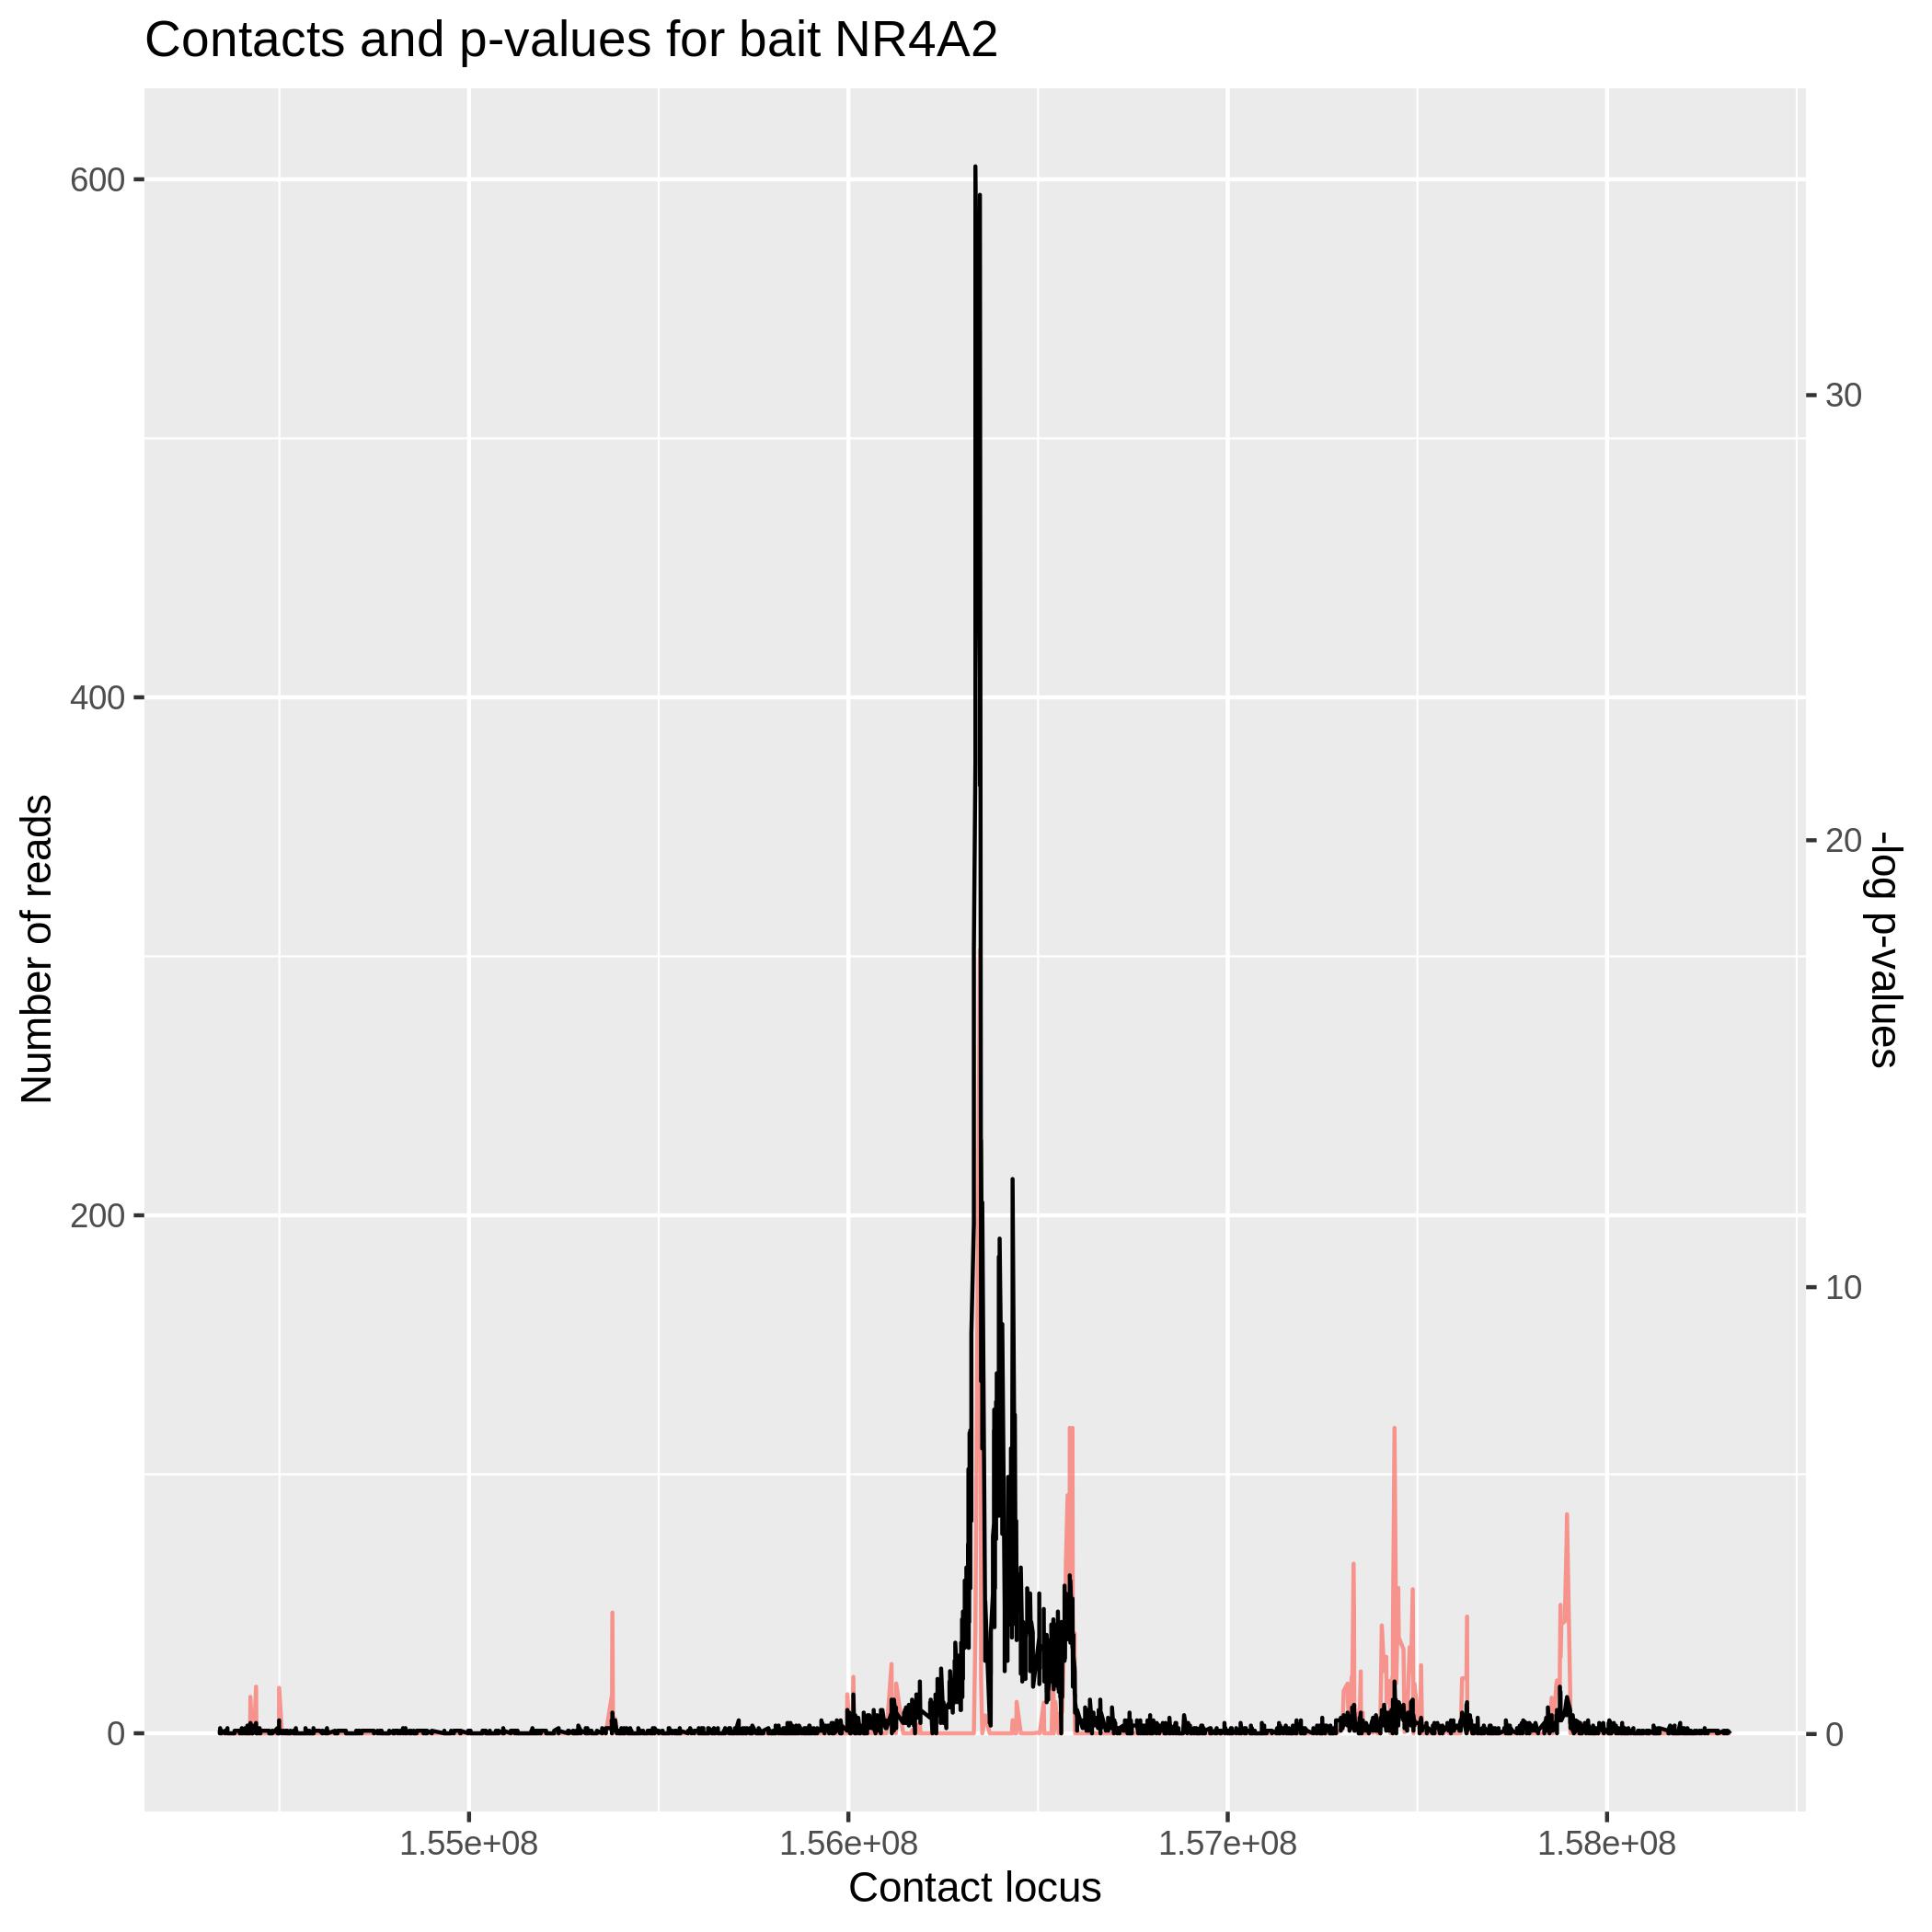 Contacts and p-values for bait NR4A2
600
400
200
0
30
20
10
0
Number of reads
-log p-values
1.55e+08
1.56e+08
1.57e+08
1.58e+08
Contact locus